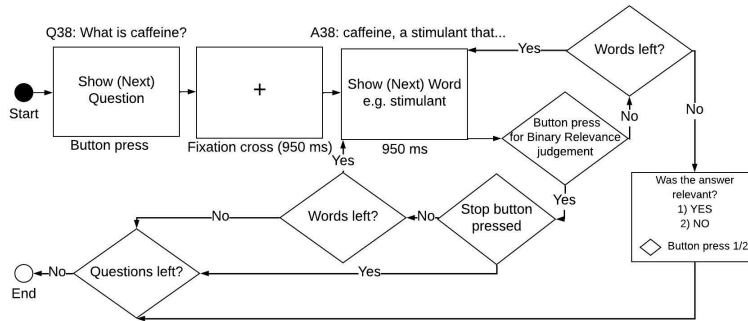 Q38: What is caffeine?
A38: caffeine, a stimulant that...
Start
Show (Next)
Question
Button press
+
Fixation cross (950 ms)
Show (Next) Word
e.g. stimulant
950 ms
Yes
Words left?
No
Button press
for Binary Relevance
judgement
No
Yes
Yes
Was the answer
relevant?
1) YES
2) NO
Button press 1/2
Stop button
pressed
No
Words left?
No
Yes
Questions left?
No
End